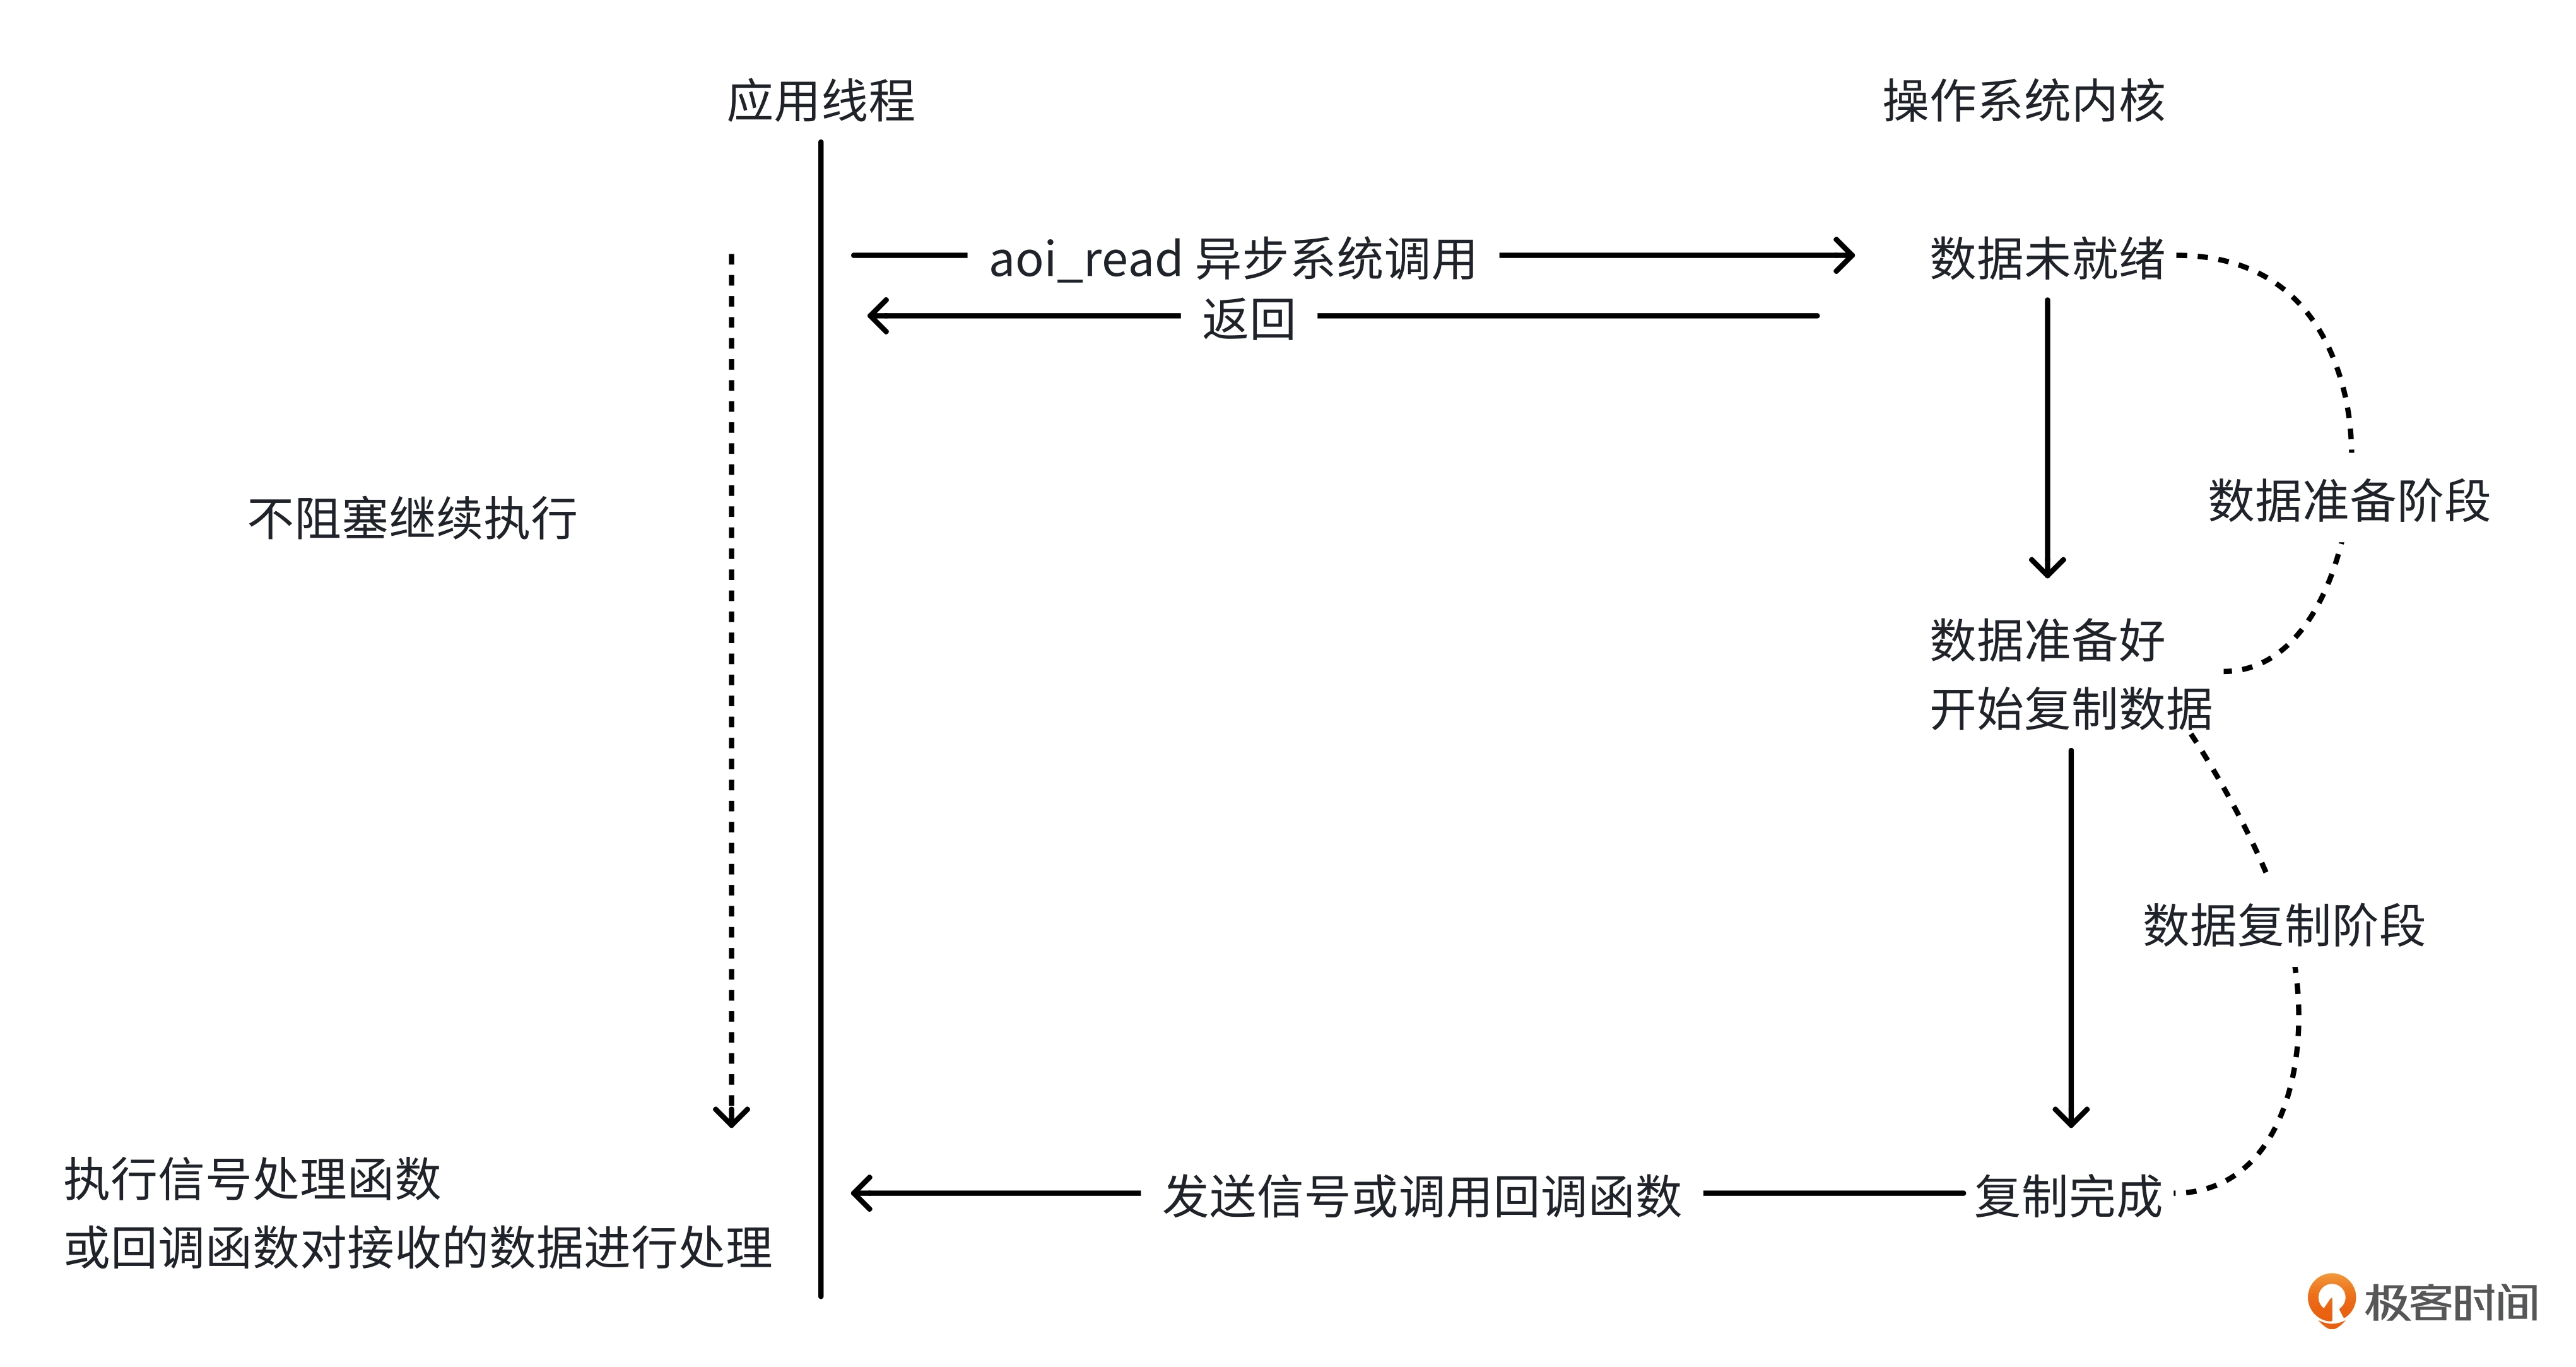 应用线程
操作系统内核
aoi_read 异步系统调用
数据未就绪
返回
数据准备阶段
不阻塞继续执行
数据准备好
开始复制数据
数据复制阶段
执行信号处理函数
或回调函数对接收的数据进行处理
发送信号或调用回调函数
复制完成
极客时间